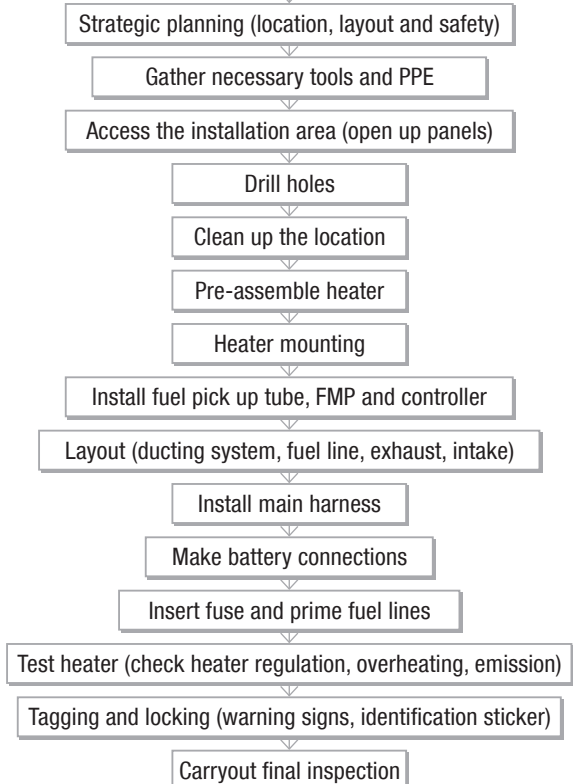 Strategic planning (location, layout and safety)
Gather necessary tools and PPE
Access the installation area (open up panels)
Drill holes
Clean up the location
Pre-assemble heater
Heater mounting
Install fuel pick up tube, FMP and controller
Layout (ducting system, fuel line, exhaust, intake)
Install main harness
Make battery connections
Insert fuse and prime fuel lines
Test heater (check heater regulation, overheating, emission)
Tagging and locking (warning signs, identification sticker)
Carryout final inspection